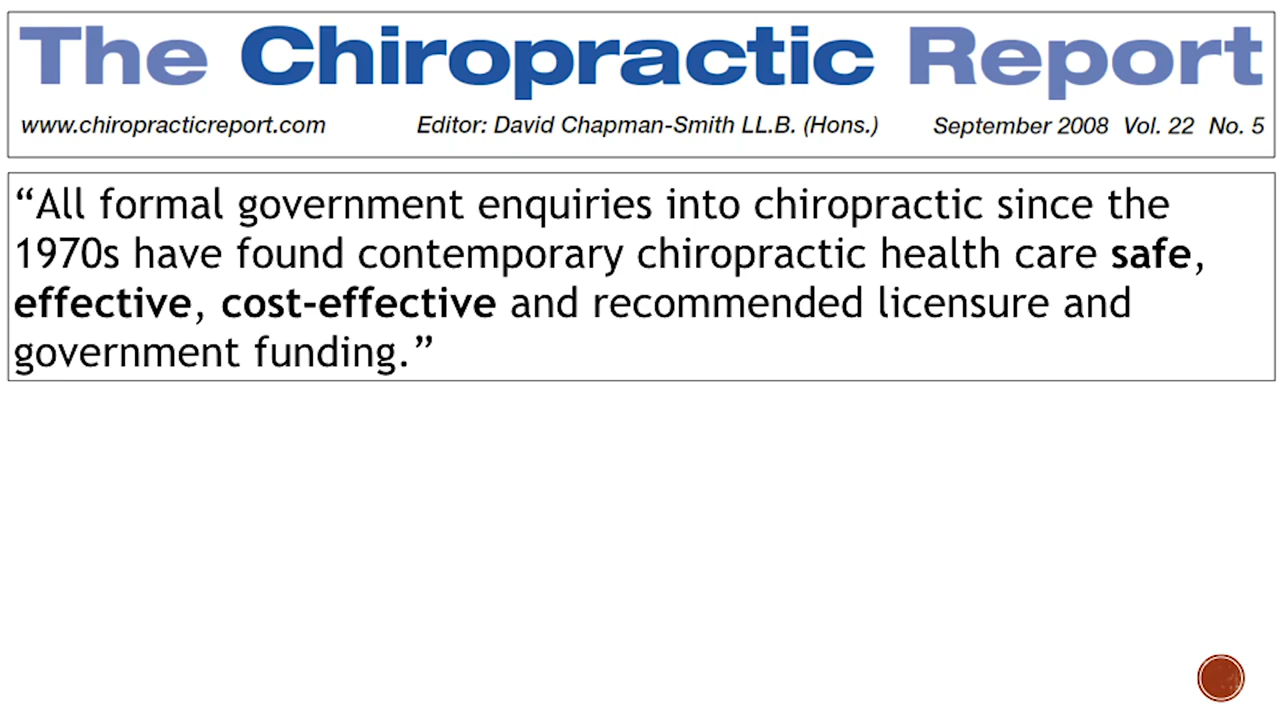 The Chiropractic Report
www.chiropracticreport.com Editor: David Chapman-Smith LL.B. (Hons.) September 2008 Vol. 22 No. 5
“All formal government enquiries into chiropractic since the
1970s have found contemporary chiropractic health care safe,
effective, cost-effective and recommended licensure and
government funding.”